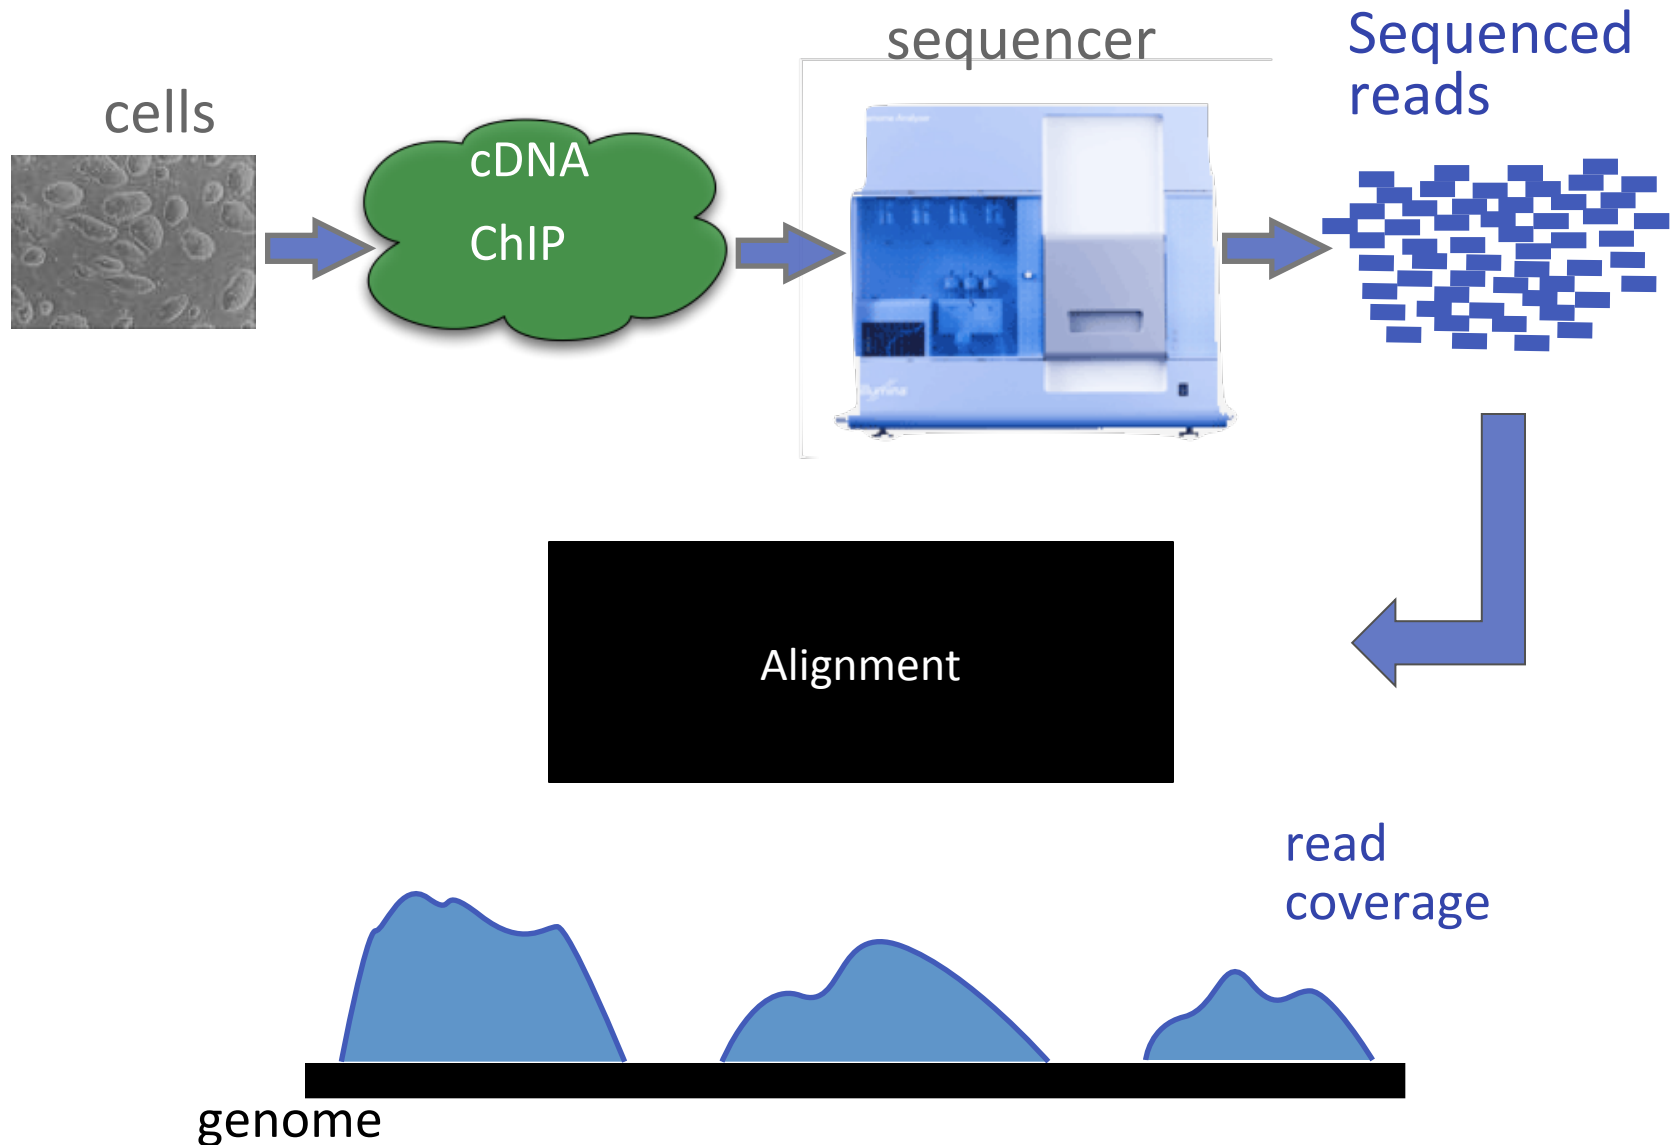 cells
cDNA
ChIP
sequencer
Sequenced
reads
Alignment
read
coverage
genome